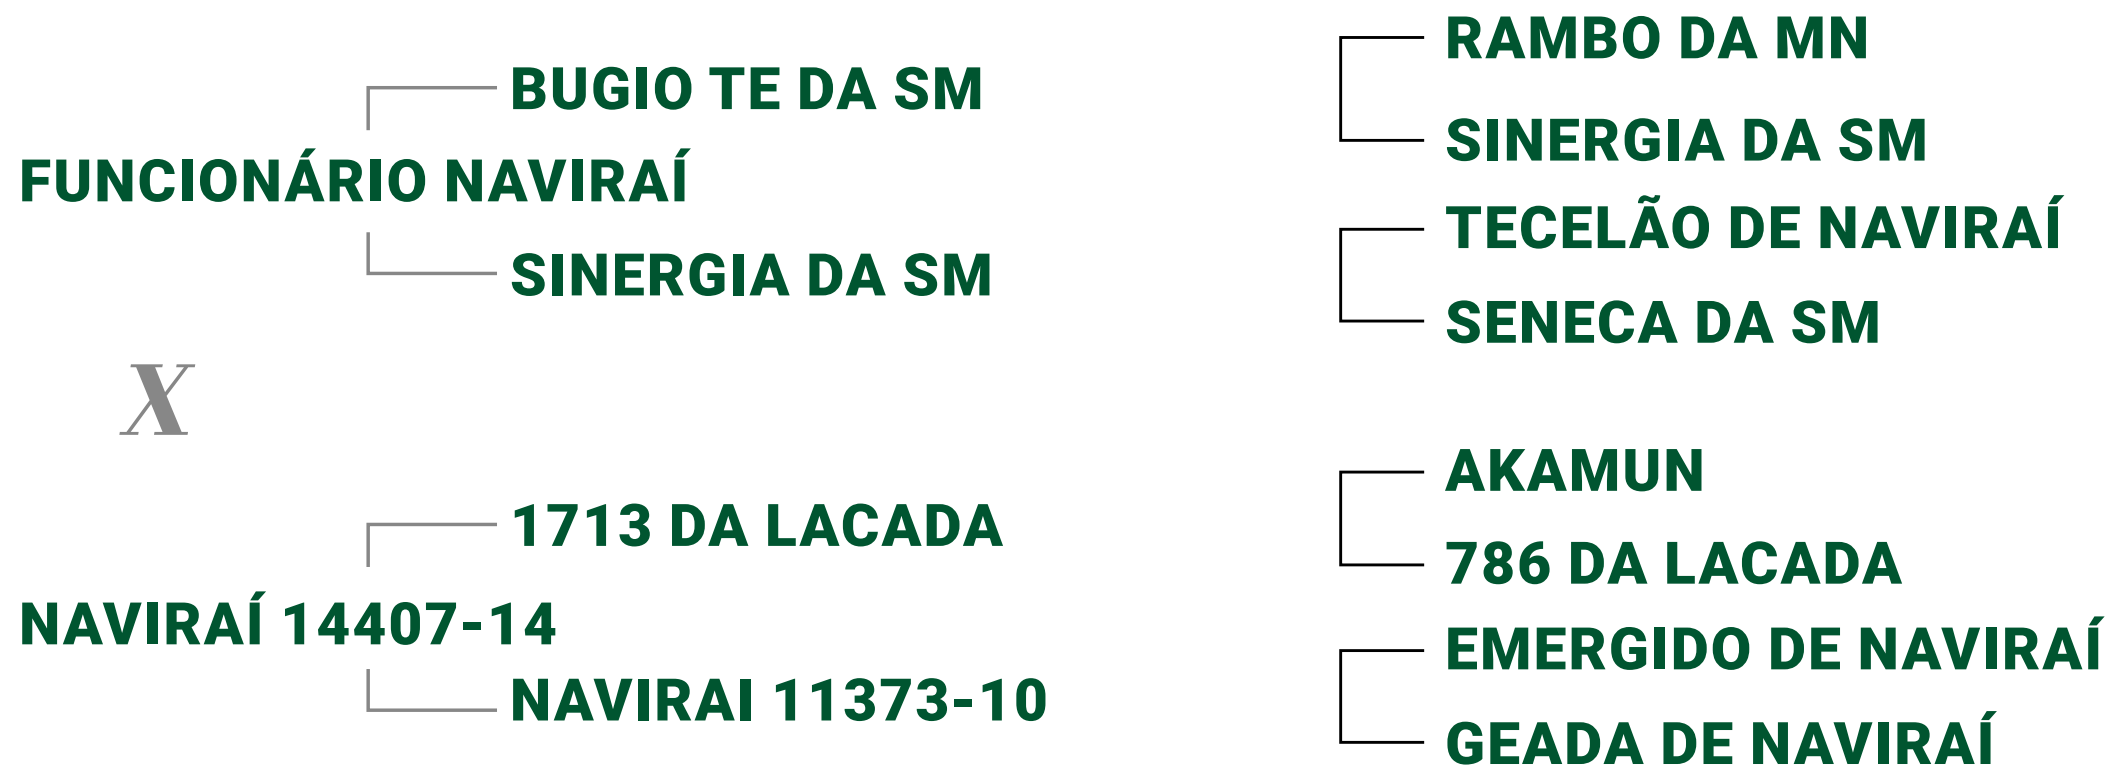 RAMBO DA MN
BUGIO TE DA SM
SINERGIA DA SM
FUNCIONÁRIO NAVIRAÍ
TECELÃO DE NAVIRAÍ
SINERGIA DA SM
SENECA DA SM
X
AKAMUN
1713 DA LACADA
786 DA LACADA
NAVIRAÍ 14407-14
EMERGIDO DE NAVIRAÍ
NAVIRAI 11373-10
GEADA DE NAVIRAÍ